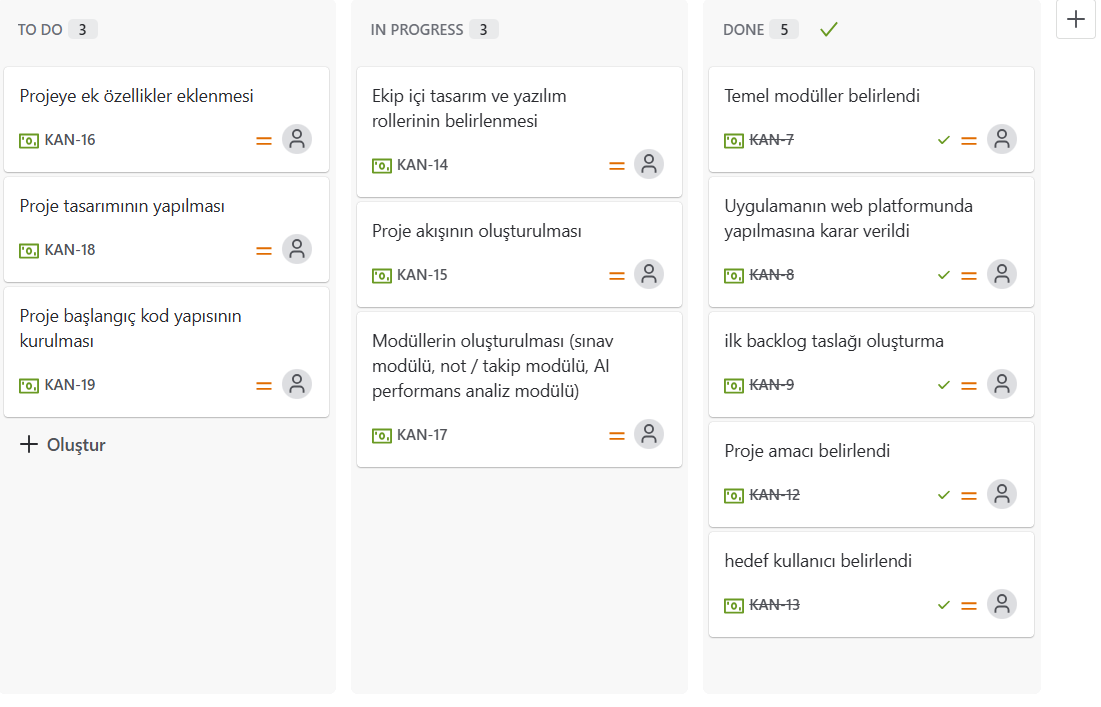 TO DO 3
Projeye ek özellikler eklenmesi
KAN-16
Proje tasarımının yapılması
KAN-18
Proje başlangıç kod yapısının
kurulması
KAN-19
Oluştur
IN PROGRESS 3
Ekip içi tasarım ve yazılım
rollerinin belirlenmesi
KAN-14
Proje akışının oluşturulması
KAN-15
Modüllerin oluşturulması (sınav
modülü, not / takip modülü, AI
performans analiz modülü)
KAN-17
DONE 5
Temel modüller belirlendi
KAN-7
Uygulamanın web platformunda
yapılmasına karar verildi
KAN-8
ilk backlog taslağı oluşturma
KAN-9
Proje amacı belirlendi
KAN-12
hedef kullanıcı belirlendi
KAN-13